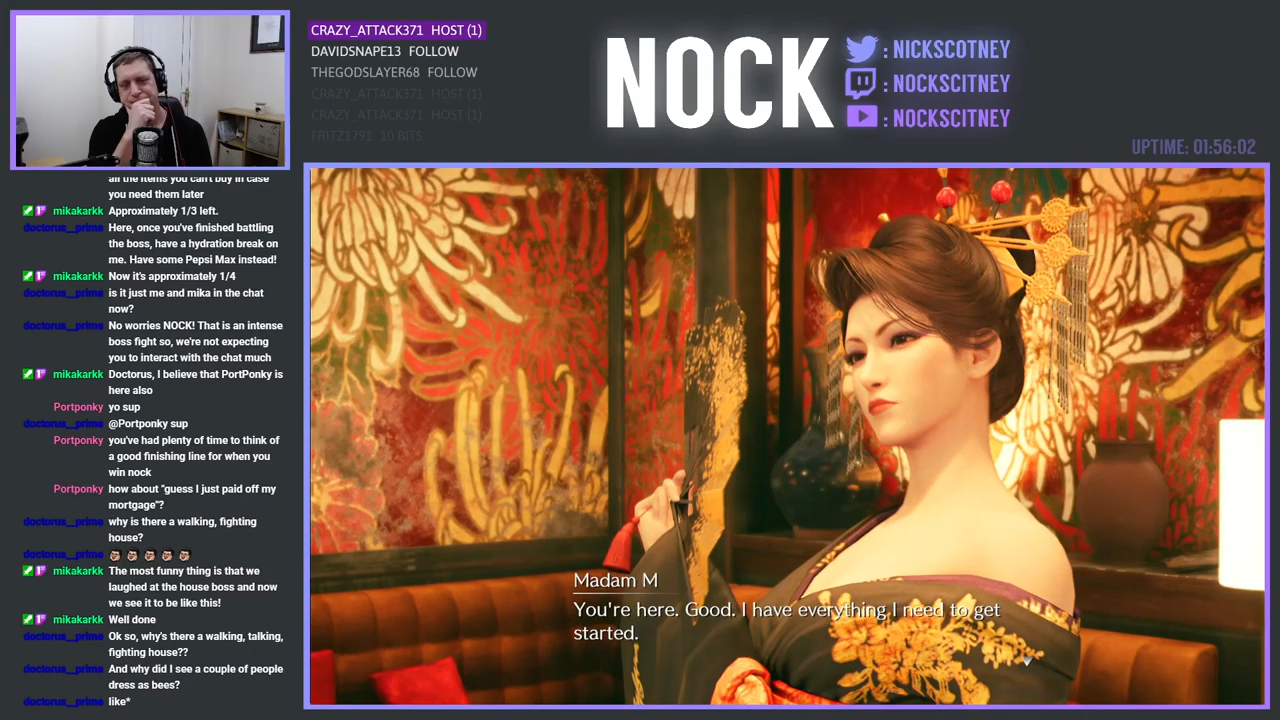 CRAZY_ATTACK371 HOST (1)
DAVIDSNAPE13 FOLLOW
THEGODSLAYER68 FOLLOW
CRAZY_ATTACK371 HOST (1)
CRAZY_ATTACK371 HOST (1)
FRITZ1791 10 BITS
NOCK
: NICKSCOTNEY
: NOCKSCITNEY
: NOCKSCITNEY
UPTIME: 01:56:02
all the items you can't buy in case
you need them later
mikakarkk Approximately 1/3 left.
doctorus__prime Here, once you've finished battling
the boss, have a hydration break on
me. Have some Pepsi Max instead!
mikakarkk Now it's approximately 1/4
doctorus__prime is it just me and mika in the chat
now?
doctorus__prime No worries NOCK! That is an intense
boss fight so, we're not expecting
you to interact with the chat much
mikakarkk Doctorus, I believe that PortPonky is
here also
Portponky yo sup
doctorus__prime @Portponky sup
Portponky you've had plenty of time to think of
a good finishing line for when you
win nock
Portponky how about "guess I just paid off my
mortgage"?
doctorus__prime why is there a walking, fighting
house?
doctorus__prime
mikakarkk The most funny thing is that we
laughed at the house boss and now
we see it to be like this!
mikakarkk Well done
doctorus__prime Ok so, why's there a walking, talking,
fighting house??
doctorus__prime And why did I see a couple of people
dress as bees?
doctorus__prime like*
Madam M
You're here. Good. I have everything I need to get
started.